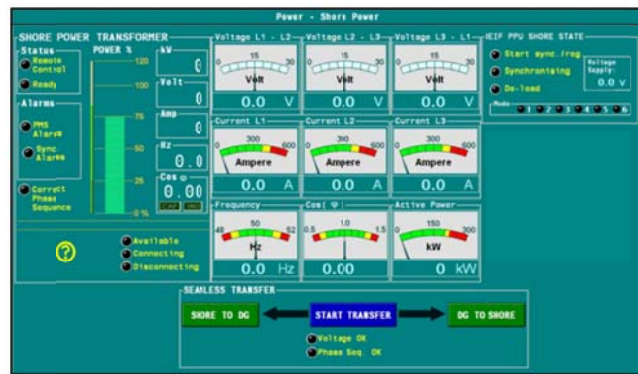 Power - Shore Power
SHORE POWER TRANSFORMER
Status
Remote
Control
Ready
Alarms
PMS
Alarm
Sync.
Alarms
Correct
Phase
Sequence
POWER %
120
100
75
50
25
0 %
kW
0
Volt
0
Amp
0
Hz
0.0
Cos φ
0.00
CAP IND
?
Available
Connecting
Disconnecting
Voltage L1 - L2
0 15 30
Volt
0.0 V
Voltage L2 - L3
0 15 30
Volt
0.0 V
Voltage L3 - L1
0 15 30
Volt
0.0 V
Current L1
0 300 600
Ampere
0.0 A
Current L2
0 300 600
Ampere
0.0 A
Current L3
0 300 600
Ampere
0.0 A
Frequency
48 50 52
Hz
0.0 Hz
Cos( φ )
0.5 1.0 1.5
0.00
Active Power
0 150 300
kW
0 kW
PPU SHORE STATE
Start sync./reg.
Synchronising
De-load
Voltage
Supply:
0.0 V
Mode
1 2 3 4 5 6
SEAMLESS TRANSFER
SHORE TO DG
START TRANSFER
DG TO SHORE
Voltage OK
Phase Seq. OK